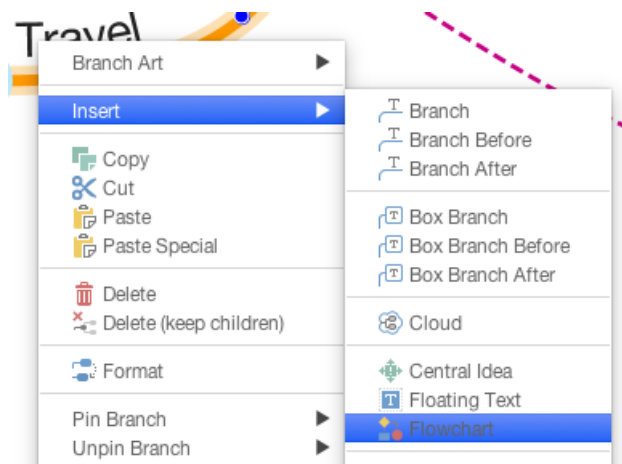 Travel
Branch Art
Insert
Copy
Cut
Paste
Paste Special
Delete
Delete (keep children)
Format
Pin Branch
Unpin Branch
Branch
Branch Before
Branch After
Box Branch
Box Branch Before
Box Branch After
Cloud
Central Idea
Floating Text
Flowchart